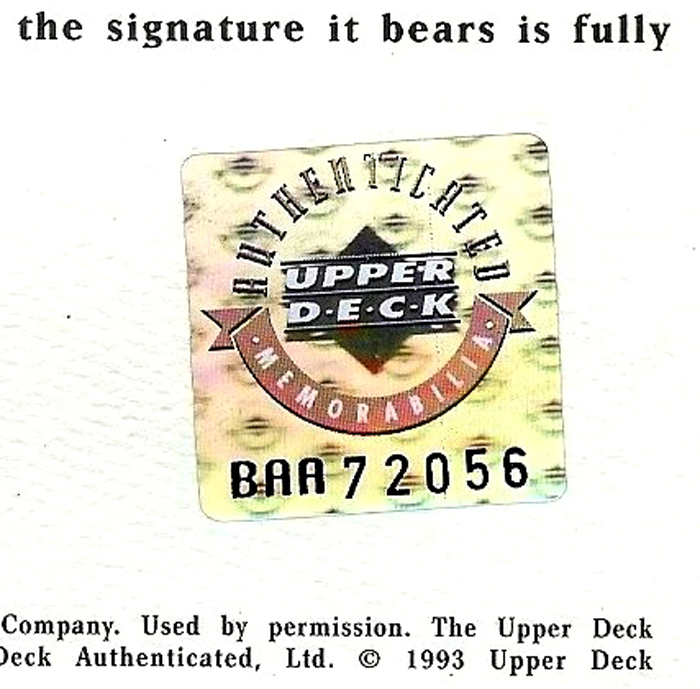 the signature it bears is fully
AUTHENTICATED
UPPER
D·E·C·K
·MEMORABILIA·
BAA72056
Company. Used by permission. The Upper Deck
Deck Authenticated, Ltd. © 1993 Upper Deck